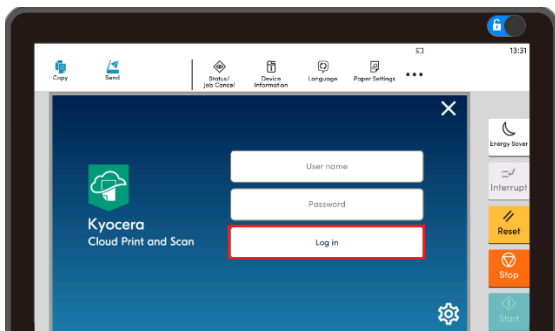 13:31
Copy
Send
Status/
Job Cancel
Device
Information
Language
Paper Settings
Energy Saver
Interrupt
Reset
Stop
Start
Kyocera
Cloud Print and Scan
User name
Password
Log in